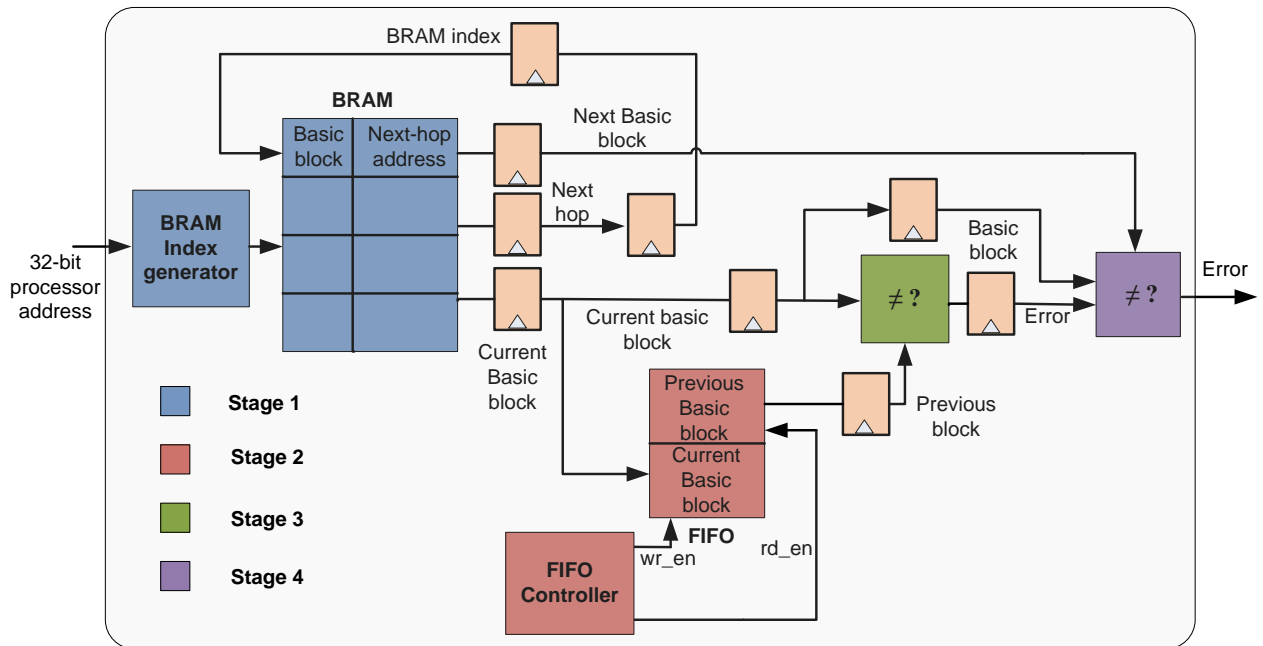 BRAM index
BRAM
Basic
block
Next-hop
address
Next Basic
block
Next
hop
BRAM
Index
generator
32-bit
processor
address
Basic
block
≠ ?
≠ ?
Error
Error
Current basic
block
Current
Basic
block
Previous
Basic
block
Current
Basic
block
Previous
block
FIFO
wr_en
rd_en
FIFO
Controller
Stage 1
Stage 2
Stage 3
Stage 4